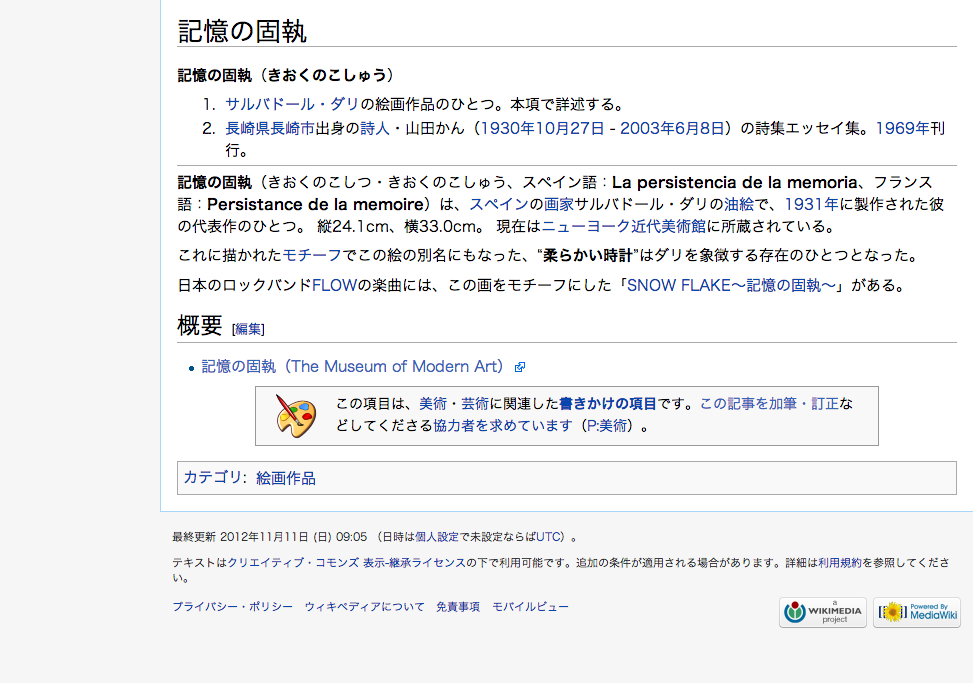 記憶の固執
記憶の固執（きおくのこしゅう）
1. サルバドール・ダリの絵画作品のひとつ。本項で詳述する。
2. 長崎県長崎市出身の詩人・山田かん（1930年10月27日 - 2003年6月8日）の詩集エッセイ集。1969年刊
行。
記憶の固執（きおくのこしつ・きおくのこしゅう、スペイン語：La persistencia de la memoria、フランス
語：Persistance de la memoire）は、スペインの画家サルバドール・ダリの油絵で、1931年に製作された彼
の代表作のひとつ。 縦24.1cm、横33.0cm。 現在はニューヨーク近代美術館に所蔵されている。
これに描かれたモチーフでこの絵の別名にもなった、“柔らかい時計”はダリを象徴する存在のひとつとなった。
日本のロックバンドFLOWの楽曲には、この画をモチーフにした「SNOW FLAKE〜記憶の固執〜」がある。
概要 [編集]
• 記憶の固執（The Museum of Modern Art）
この項目は、美術・芸術に関連した書きかけの項目です。この記事を加筆・訂正な
どしてくださる協力者を求めています（P:美術）。
カテゴリ: 絵画作品
最終更新 2012年11月11日 (日) 09:05 （日時は個人設定で未設定ならばUTC）。
テキストはクリエイティブ・コモンズ 表示-継承ライセンスの下で利用可能です。追加の条件が適用される場合があります。詳細は利用規約を参照してくださ
い。
プライバシー・ポリシー ウィキペディアについて 免責事項 モバイルビュー
a
WIKIMEDIA
project
Powered By
MediaWiki